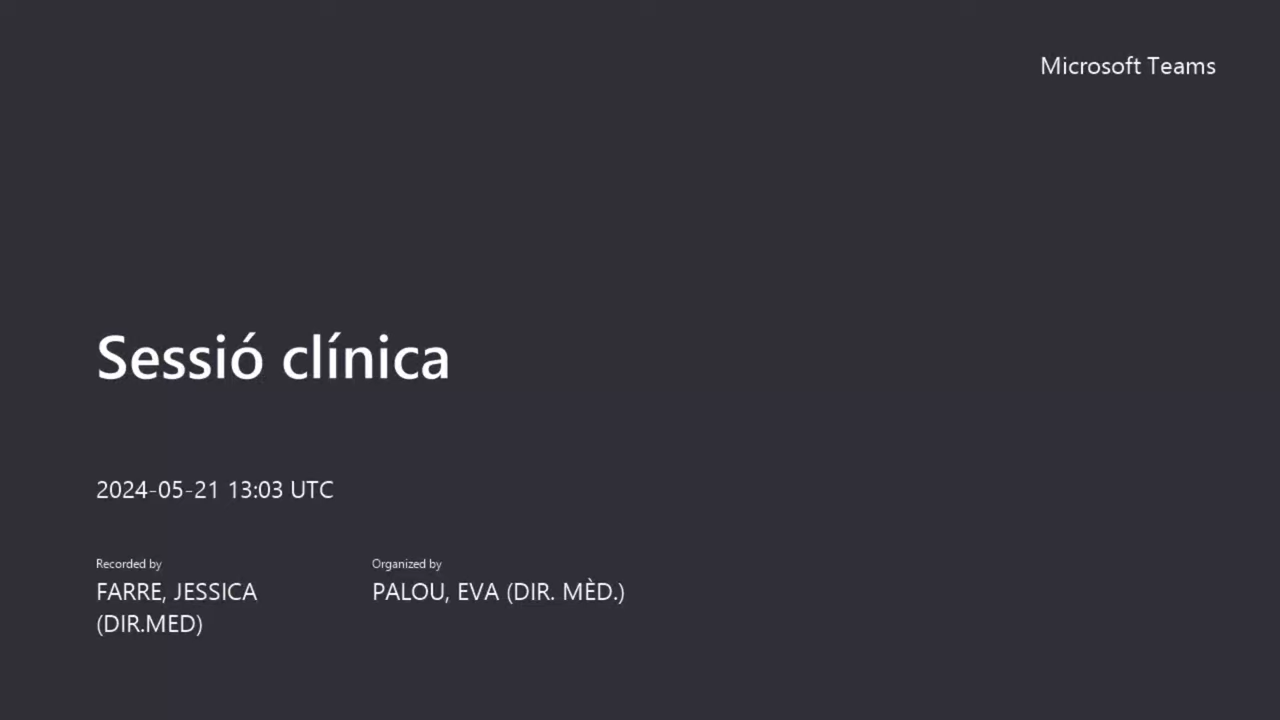 Microsoft Teams
Sessió clínica
2024-05-21 13:03 UTC
Recorded by
FARRE, JESSICA
(DIR.MED)
Organized by
PALOU, EVA (DIR. MÈD.)